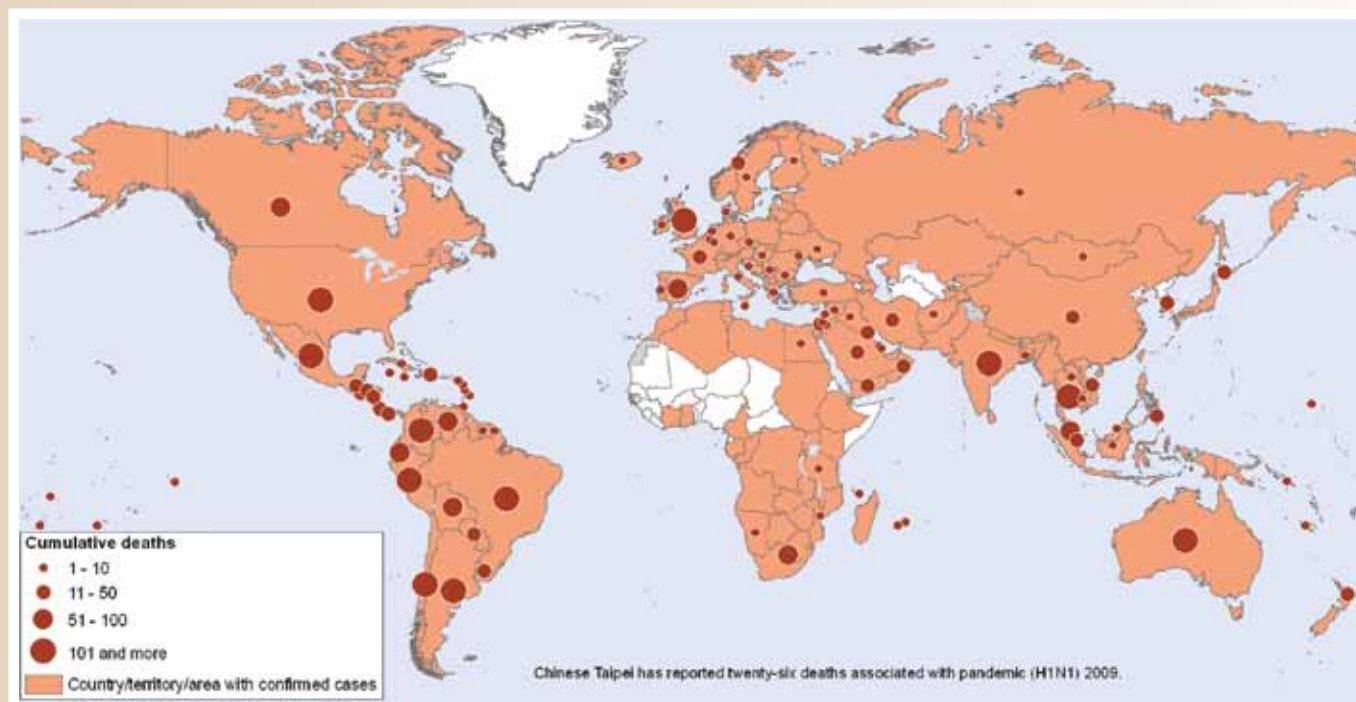 Cumulative deaths
1 - 10
11 - 50
51 - 100
101 and more
Country/territory/area with confirmed cases
Chinese Taipei has reported twenty-six deaths associated with pandemic (H1N1) 2009.